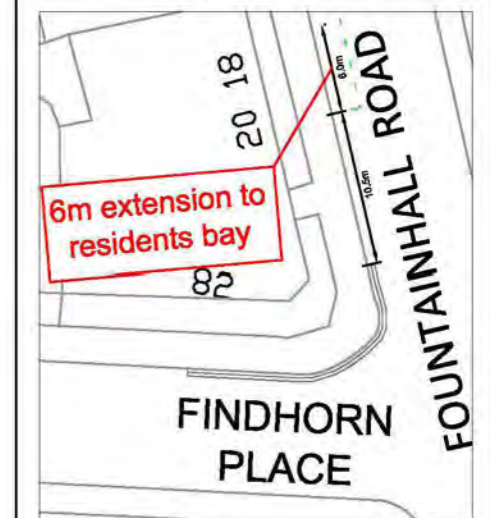 18
20
6.0m
10.5m
6m extension to
residents bay
82
FOUNTAINHALL ROAD
FINDHORN
PLACE